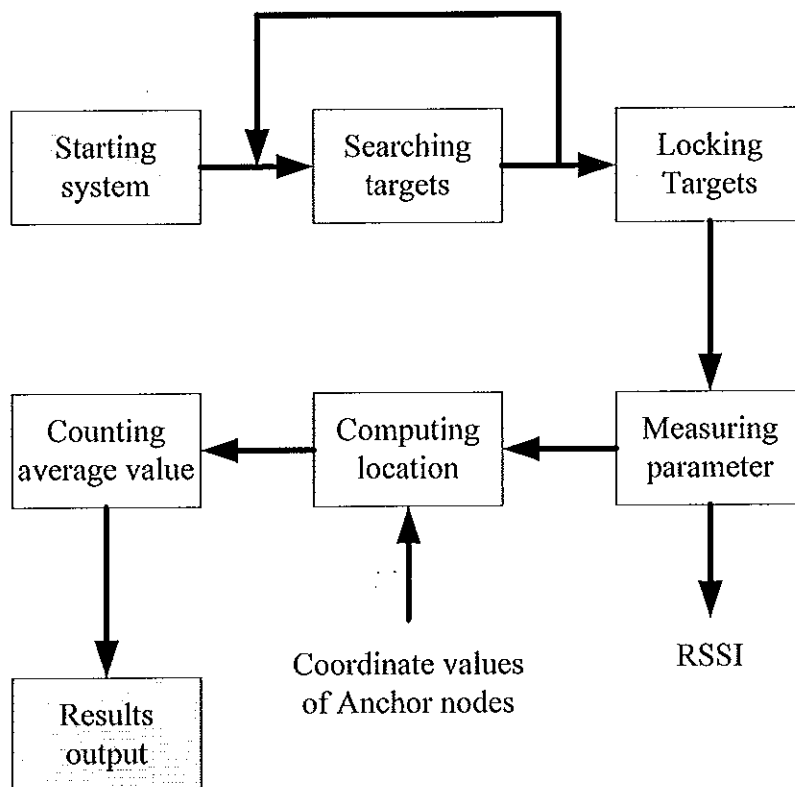 Starting
system
Searching
targets
Locking
Targets
Counting
average value
Computing
location
Measuring
parameter
Coordinate values
of Anchor nodes
RSSI
Results
output